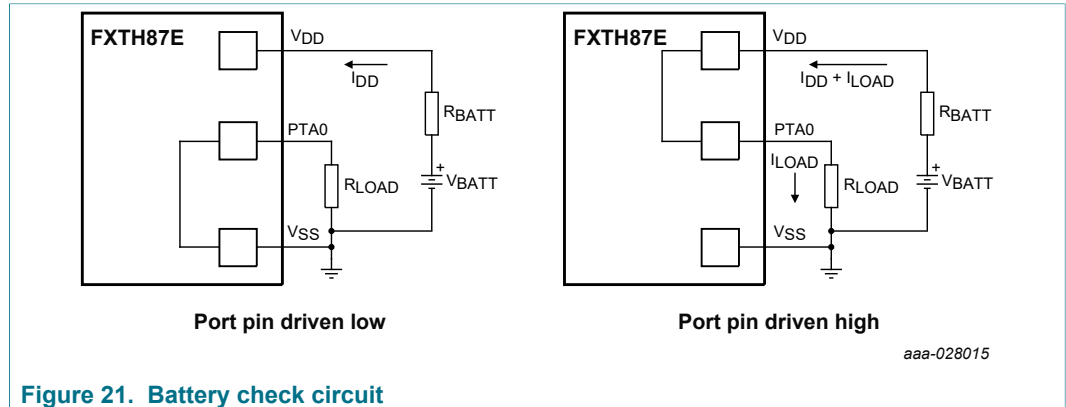 FXTH87E
VDD
IDD
RBATT
PTA0
RLOAD
+
VBATT
VSS
Port pin driven low
FXTH87E
VDD
IDD + ILOAD
RBATT
PTA0
ILOAD
RLOAD
+
VBATT
VSS
Port pin driven high
aaa-028015
Figure 21. Battery check circuit